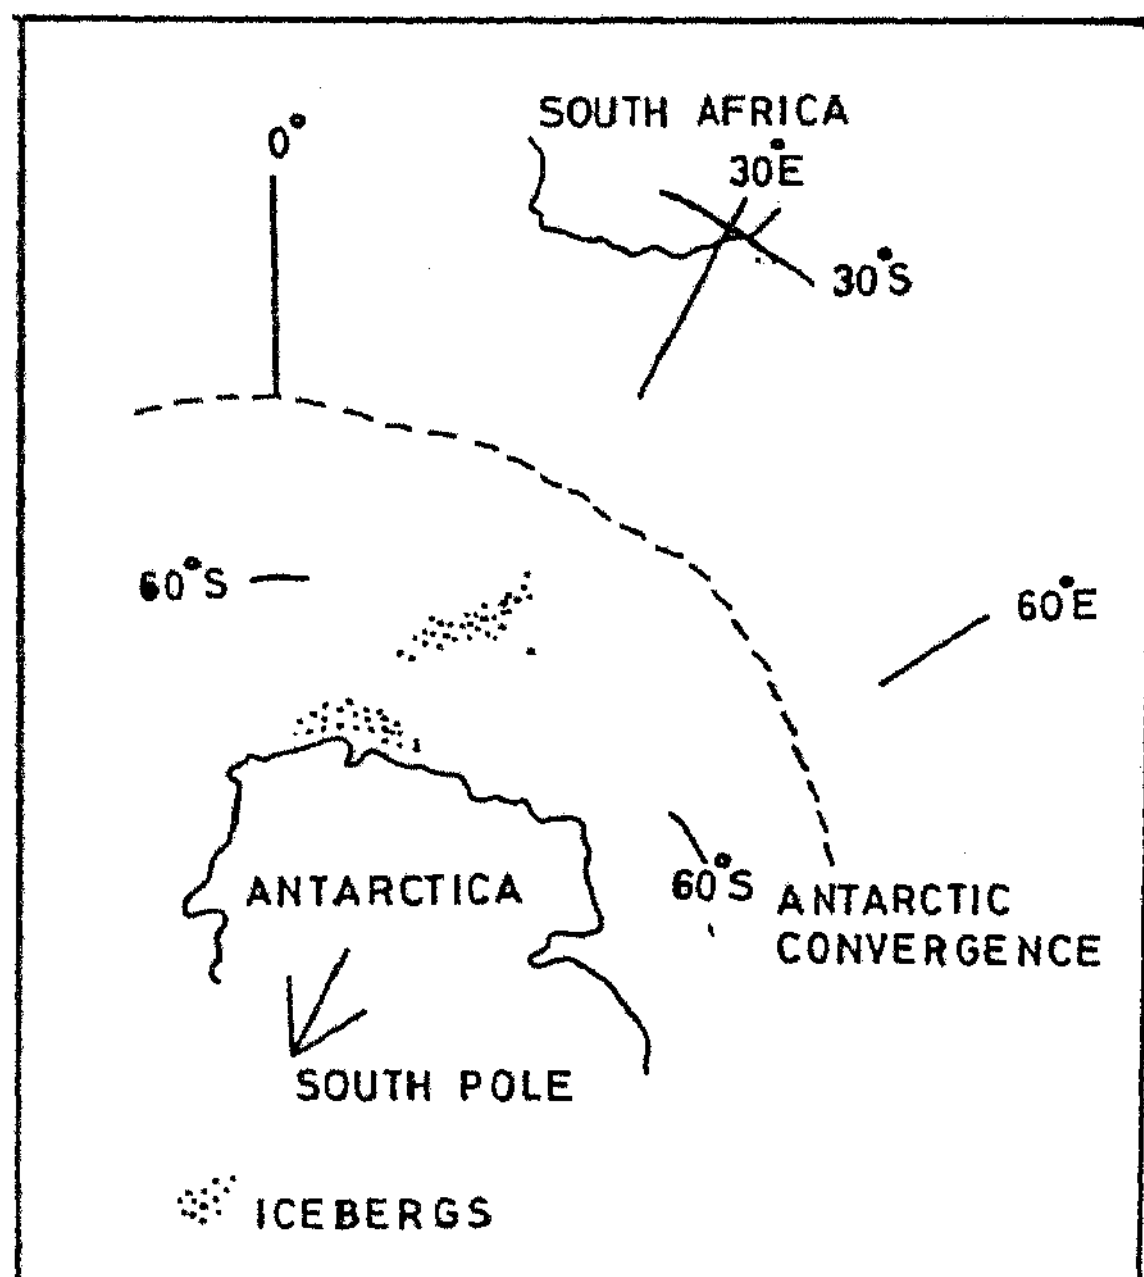 SOUTH AFRICA
0°
30°E
30°S
60°S
60°E
60°S
ANTARCTICA
ANTARCTIC
CONVERGENCE
SOUTH POLE
ICEBERGS